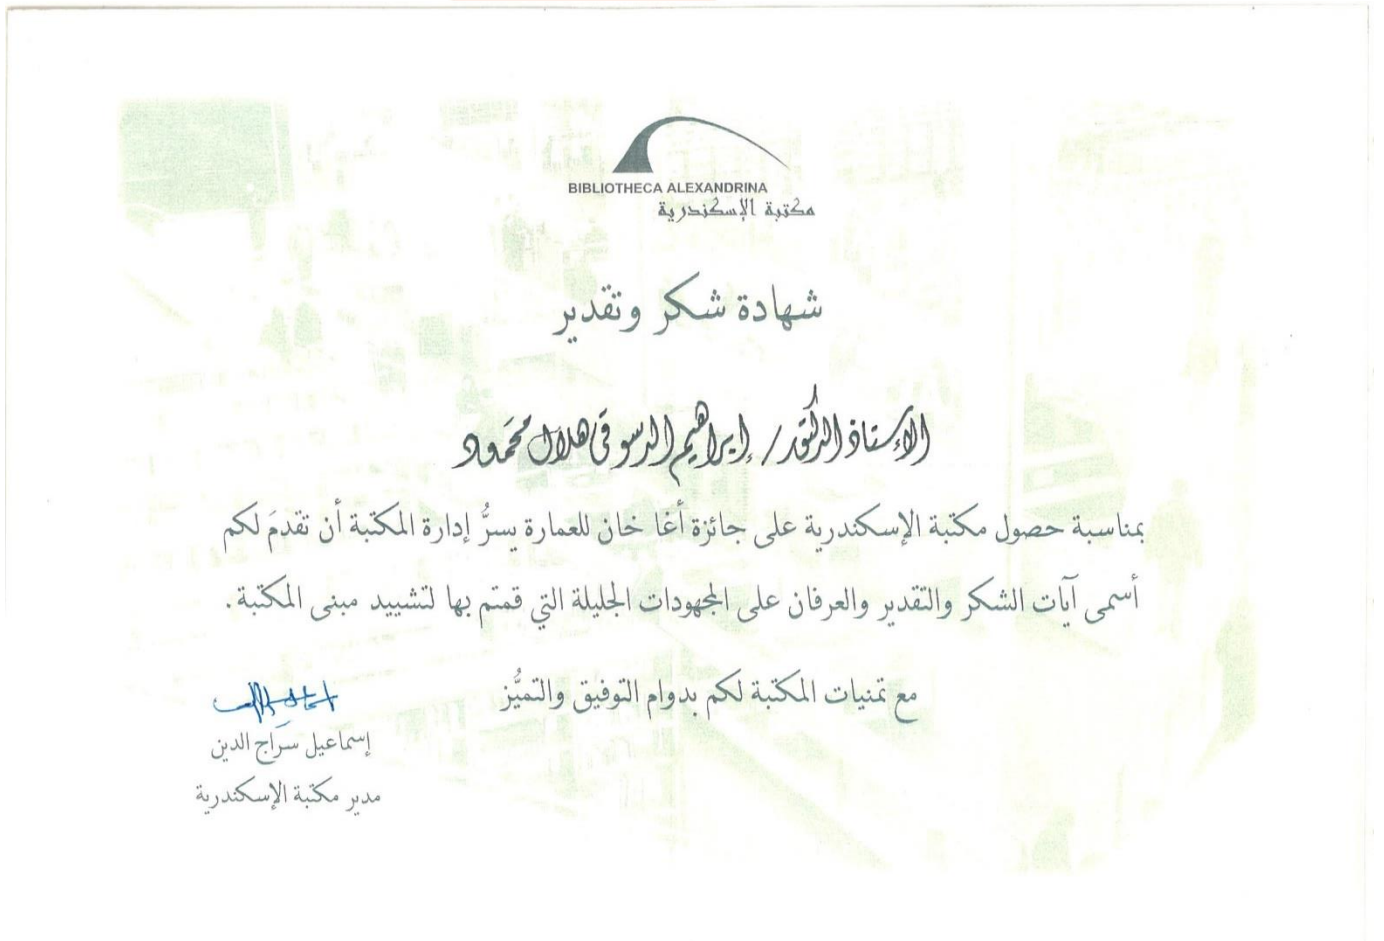 BIBLIOTHECA ALEXANDRINA
مكتبة الإسكندرية
شهادة شكر وتقدير
الأستاذ الدكتور / إبراهيم الدسوقى هلال محمود
بمناسبة حصول مكتبة الإسكندرية على جائزة أغا خان للعمارة يسرُّ إدارة المكتبة أن تقدمَ لكم
أسمى آيات الشكر والتقدير والعرفان على المجهودات الجليلة التي قمتم بها لتشييد مبنى المكتبة.
مع تمنيات المكتبة لكم بدوام التوفيق والتميُّز
إسماعيل سراج الدين
مدير مكتبة الإسكندرية